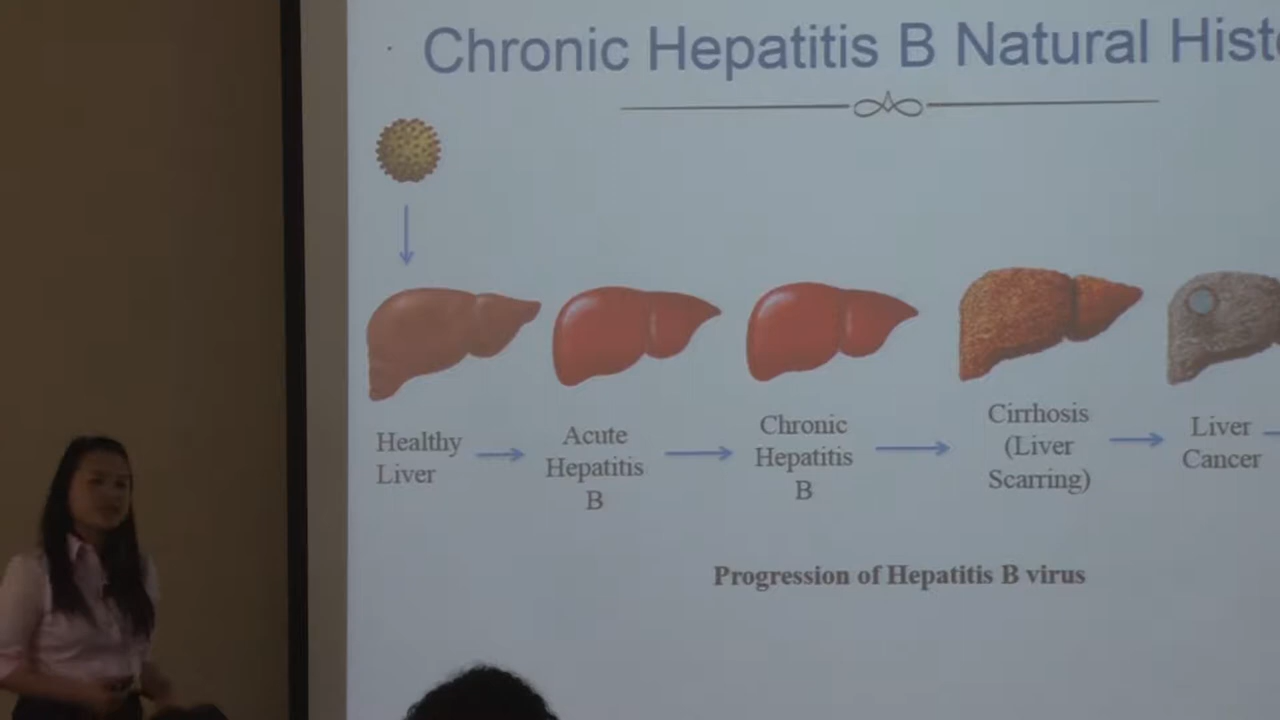 Chronic Hepatitis B Natural Hist
Healthy
Liver
Acute
Hepatitis
B
Chronic
Hepatitis
B
Cirrhosis
(Liver
Scarring)
Liver
Cancer
Progression of Hepatitis B virus